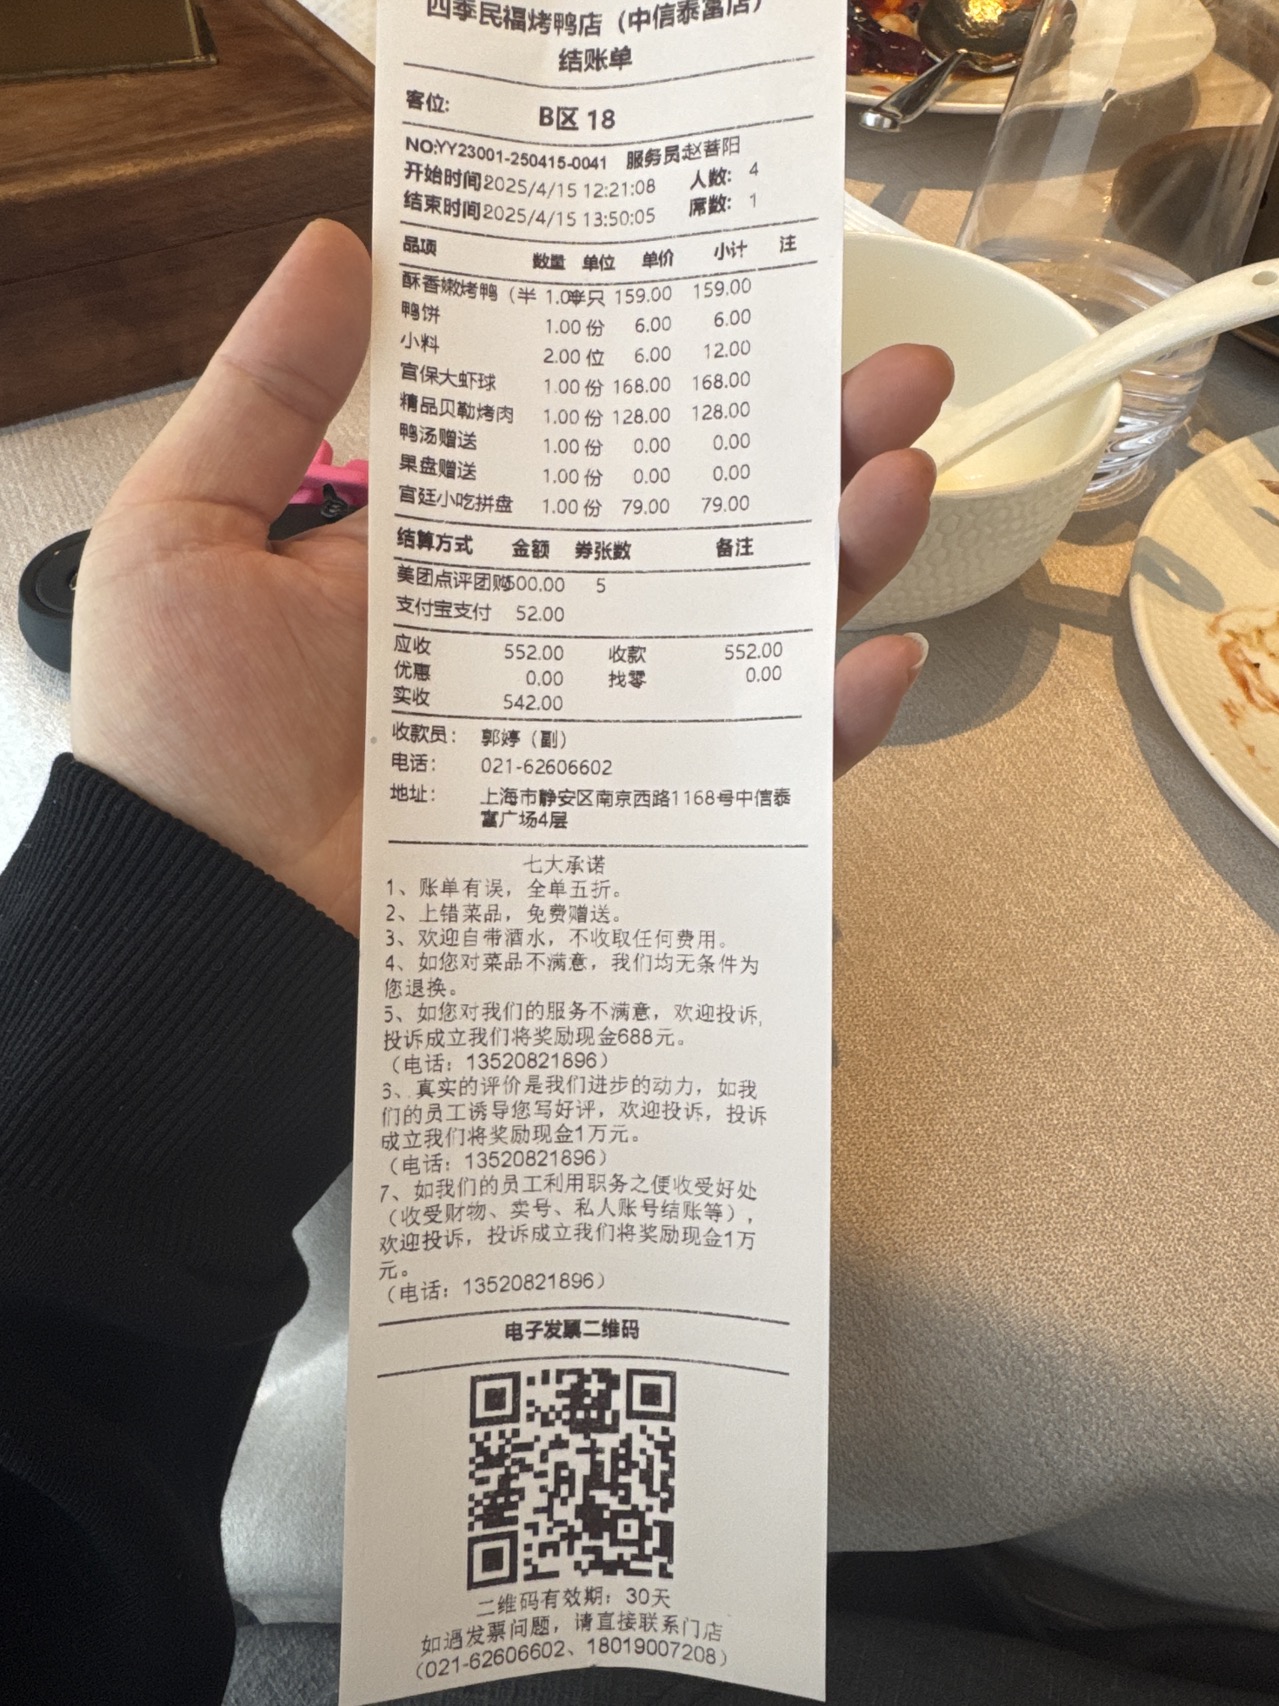 四季民福烤鸭店（中信泰富店）
结账单
客位: B区 18
NO:YY23001-250415-0041 服务员:赵菩阳
开始时间2025/4/15 12:21:08 人数: 4
结束时间2025/4/15 13:50:05 席数: 1
品项 数量 单位 单价 小计 注
酥香嫩烤鸭（半 1.00半只 159.00 159.00
鸭饼 1.00 份 6.00 6.00
小料 2.00 位 6.00 12.00
宫保大虾球 1.00 份 168.00 168.00
精品贝勒烤肉 1.00 份 128.00 128.00
鸭汤赠送 1.00 份 0.00 0.00
果盘赠送 1.00 份 0.00 0.00
宫廷小吃拼盘 1.00 份 79.00 79.00
结算方式 金额 券张数 备注
美团点评团购500.00 5
支付宝支付 52.00
应收 552.00 收款 552.00
优惠 0.00 找零 0.00
实收 542.00
收款员: 郭婷（副）
电话: 021-62606602
地址: 上海市静安区南京西路1168号中信泰
富广场4层
七大承诺
1、账单有误，全单五折。
2、上错菜品，免费赠送。
3、欢迎自带酒水，不收取任何费用。
4、如您对菜品不满意，我们均无条件为
您退换。
5、如您对我们的服务不满意，欢迎投诉,
投诉成立我们将奖励现金688元。
（电话：13520821896）
6、真实的评价是我们进步的动力，如我
们的员工诱导您写好评，欢迎投诉，投诉
成立我们将奖励现金1万元。
（电话：13520821896）
7、如我们的员工利用职务之便收受好处
（收受财物、卖号、私人账号结账等），
欢迎投诉，投诉成立我们将奖励现金1万
元。
（电话：13520821896）
电子发票二维码
二维码有效期：30天
如遇发票问题，请直接联系门店
（021-62606602、18019007208）